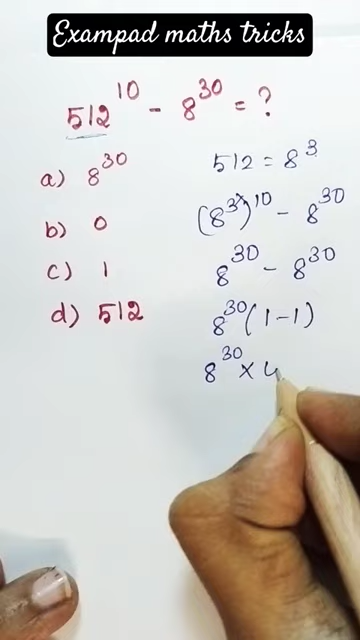 Exampad maths tricks
512^10 - 8^30 = ?
a) 8^30
b) 0
c) 1
d) 512
512 = 8^3
(8^3)^10 - 8^30
8^30 - 8^30
8^30 (1-1)
8^30 ×